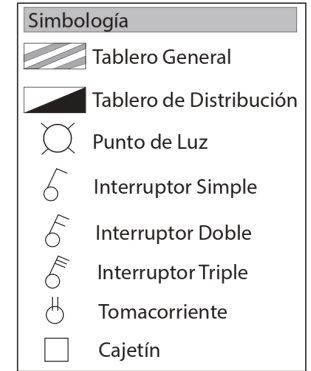 Simbología
Tablero General
Tablero de Distribución
Punto de Luz
Interruptor Simple
Interruptor Doble
Interruptor Triple
Tomacorriente
Cajetín